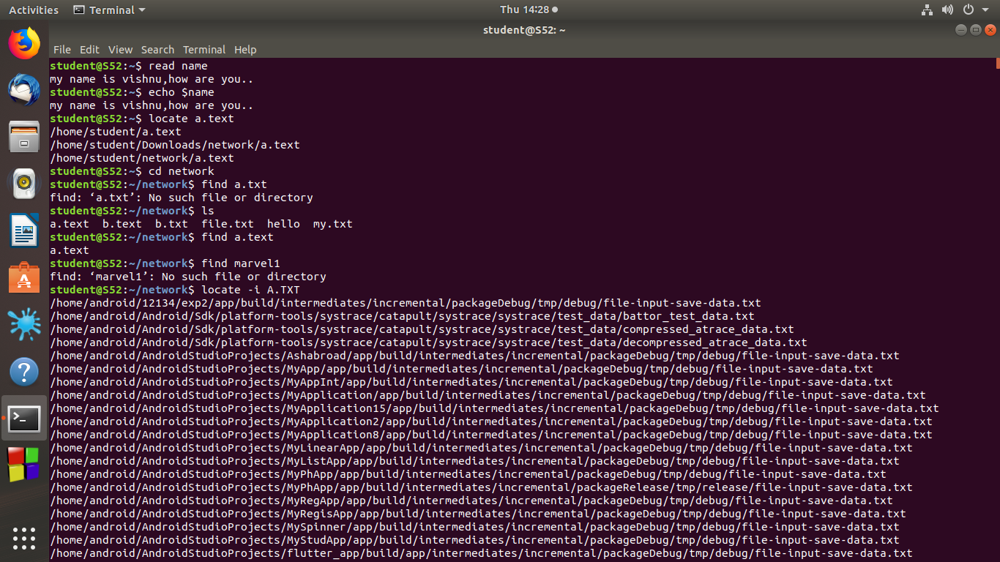 Activities Terminal Thu 14:28
student@S52: ~
File Edit View Search Terminal Help
student@S52:~$ read name
my name is vishnu,how are you..
student@S52:~$ echo $name
my name is vishnu,how are you..
student@S52:~$ locate a.text
/home/student/a.text
/home/student/Downloads/network/a.text
/home/student/network/a.text
student@S52:~$ cd network
student@S52:~/network$ find a.txt
find: ‘a.txt’: No such file or directory
student@S52:~/network$ ls
a.text  b.text  b.txt  file.txt  hello  my.txt
student@S52:~/network$ find a.text
a.text
student@S52:~/network$ find marvel1
find: ‘marvel1’: No such file or directory
student@S52:~/network$ locate -i A.TXT
/home/android/12134/exp2/app/build/intermediates/incremental/packageDebug/tmp/debug/file-input-save-data.txt
/home/android/Android/Sdk/platform-tools/systrace/catapult/systrace/systrace/test_data/battor_test_data.txt
/home/android/Android/Sdk/platform-tools/systrace/catapult/systrace/systrace/test_data/compressed_atrace_data.txt
/home/android/Android/Sdk/platform-tools/systrace/catapult/systrace/systrace/test_data/decompressed_atrace_data.txt
/home/android/AndroidStudioProjects/Ashabroad/app/build/intermediates/incremental/packageDebug/tmp/debug/file-input-save-data.txt
/home/android/AndroidStudioProjects/MyApp/app/build/intermediates/incremental/packageDebug/tmp/debug/file-input-save-data.txt
/home/android/AndroidStudioProjects/MyAppInt/app/build/intermediates/incremental/packageDebug/tmp/debug/file-input-save-data.txt
/home/android/AndroidStudioProjects/MyApplication/app/build/intermediates/incremental/packageDebug/tmp/debug/file-input-save-data.txt
/home/android/AndroidStudioProjects/MyApplication15/app/build/intermediates/incremental/packageDebug/tmp/debug/file-input-save-data.txt
/home/android/AndroidStudioProjects/MyApplication2/app/build/intermediates/incremental/packageDebug/tmp/debug/file-input-save-data.txt
/home/android/AndroidStudioProjects/MyApplication8/app/build/intermediates/incremental/packageDebug/tmp/debug/file-input-save-data.txt
/home/android/AndroidStudioProjects/MyLinearApp/app/build/intermediates/incremental/packageDebug/tmp/debug/file-input-save-data.txt
/home/android/AndroidStudioProjects/MyListApp/app/build/intermediates/incremental/packageDebug/tmp/debug/file-input-save-data.txt
/home/android/AndroidStudioProjects/MyPhApp/app/build/intermediates/incremental/packageDebug/tmp/debug/file-input-save-data.txt
/home/android/AndroidStudioProjects/MyPhApp/app/build/intermediates/incremental/packageRelease/tmp/release/file-input-save-data.txt
/home/android/AndroidStudioProjects/MyRegApp/app/build/intermediates/incremental/packageDebug/tmp/debug/file-input-save-data.txt
/home/android/AndroidStudioProjects/MyRegisApp/app/build/intermediates/incremental/packageDebug/tmp/debug/file-input-save-data.txt
/home/android/AndroidStudioProjects/MySpinner/app/build/intermediates/incremental/packageDebug/tmp/debug/file-input-save-data.txt
/home/android/AndroidStudioProjects/MyStudApp/app/build/intermediates/incremental/packageDebug/tmp/debug/file-input-save-data.txt
/home/android/AndroidStudioProjects/flutter_app/build/app/intermediates/incremental/packageDebug/tmp/debug/file-input-save-data.txt